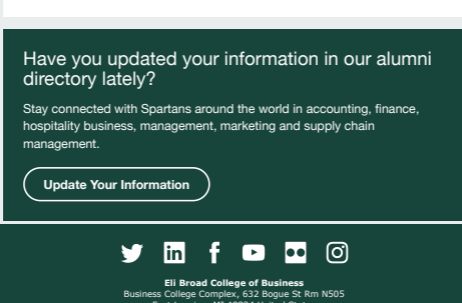 Have you updated your information in our alumni
directory lately?
Stay connected with Spartans around the world in accounting, finance,
hospitality business, management, marketing and supply chain
management.
Update Your Information
in f
Eli Broad College of Business
Business College Complex, 632 Bogue St Rm N505